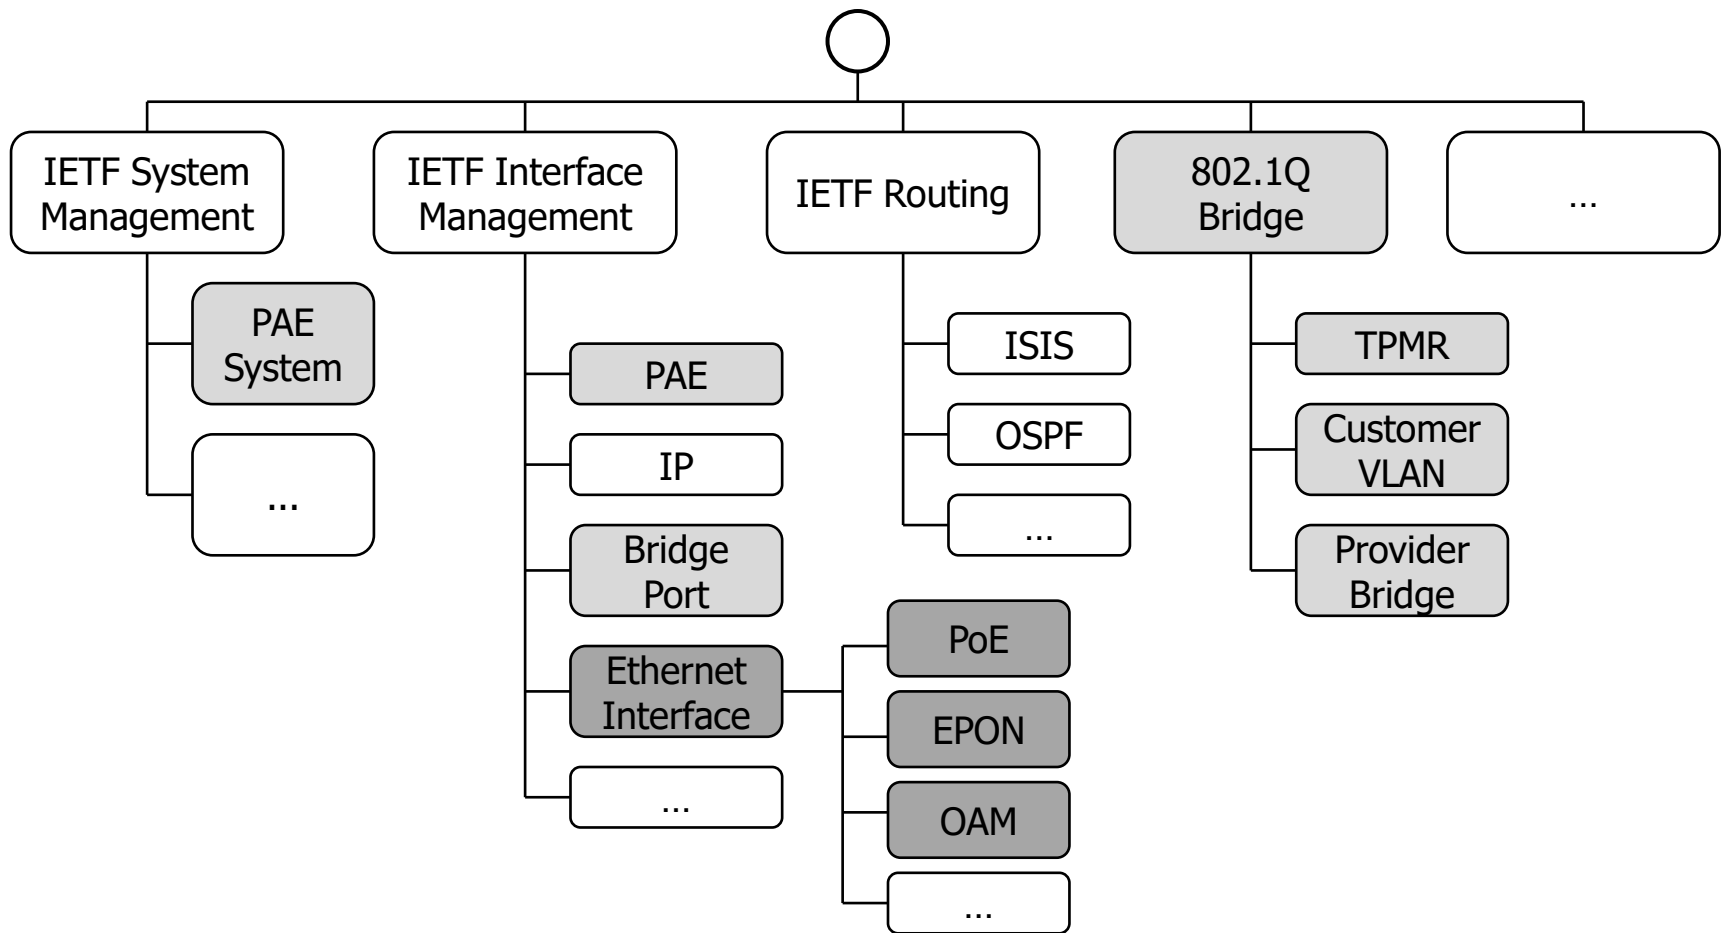 IETF System
Management
IETF Interface
Management
IETF Routing
802.1Q
Bridge
...
PAE
System
...
PAE
IP
Bridge
Port
Ethernet
Interface
...
PoE
EPON
OAM
...
ISIS
OSPF
...
TPMR
Customer
VLAN
Provider
Bridge